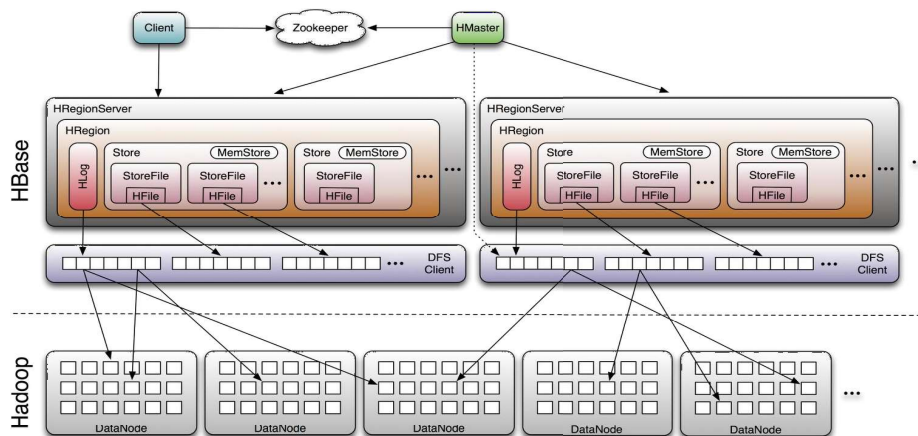 Client
Zookeeper
HMaster
HBase
HRegionServer
HRegion
HLog
Store
MemStore
StoreFile
HFile
StoreFile
HFile
...
Store
MemStore
StoreFile
HFile
... ...
HRegionServer
HRegion
HLog
Store
MemStore
StoreFile
HFile
StoreFile
HFile
...
Store
MemStore
StoreFile
HFile
... ...
...
... DFS
Client
... DFS
Client
Hadoop
DataNode
DataNode
DataNode
DataNode
DataNode
...